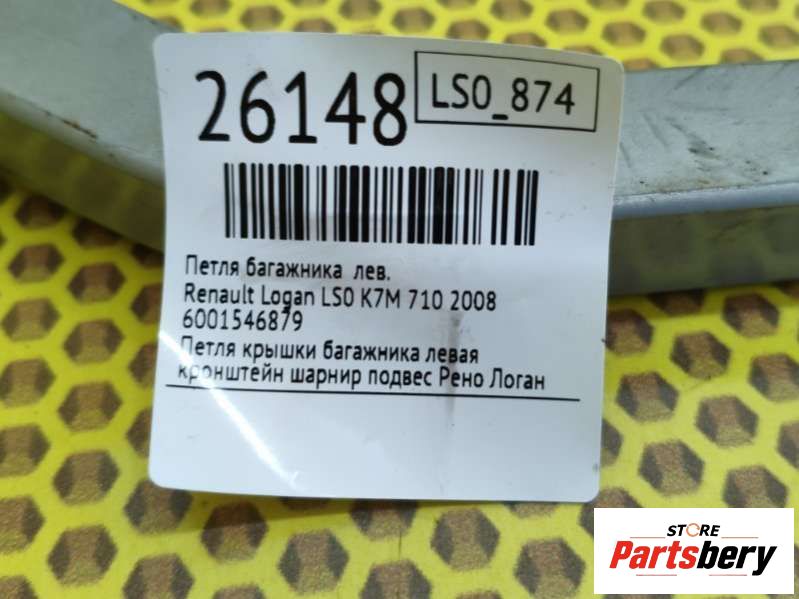 26148
LS0_874
Петля багажника лев.
Renault Logan LS0 K7M 710 2008
6001546879
Петля крышки багажника левая
кронштейн шарнир подвес Рено Логан
STORE
Partsbery